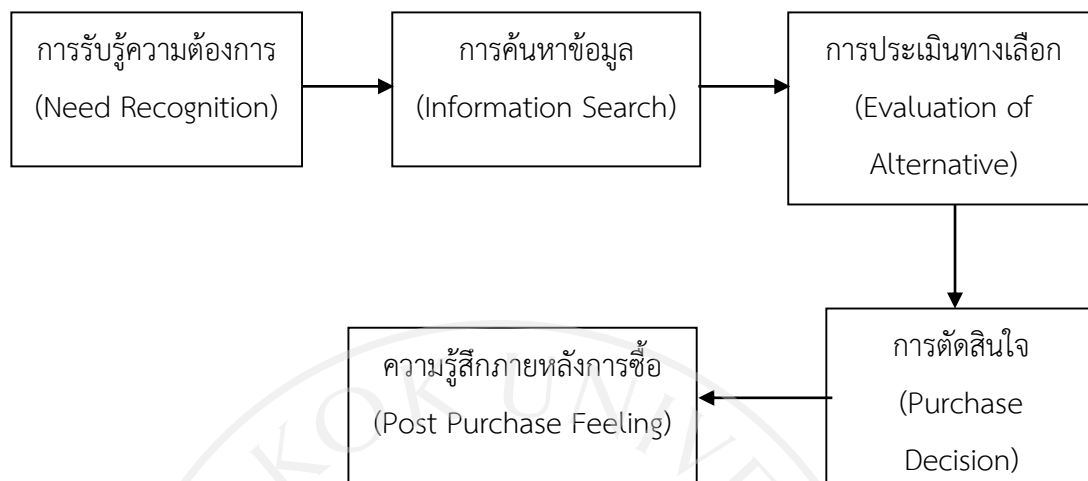 การรับรู้ความต้องการ
(Need Recognition)
การค้นหาข้อมูล
(Information Search)
การประเมินทางเลือก
(Evaluation of
Alternative)
การตัดสินใจ
(Purchase
Decision)
ความรู้สึกภายหลังการซื้อ
(Post Purchase Feeling)
KOK UNIVE